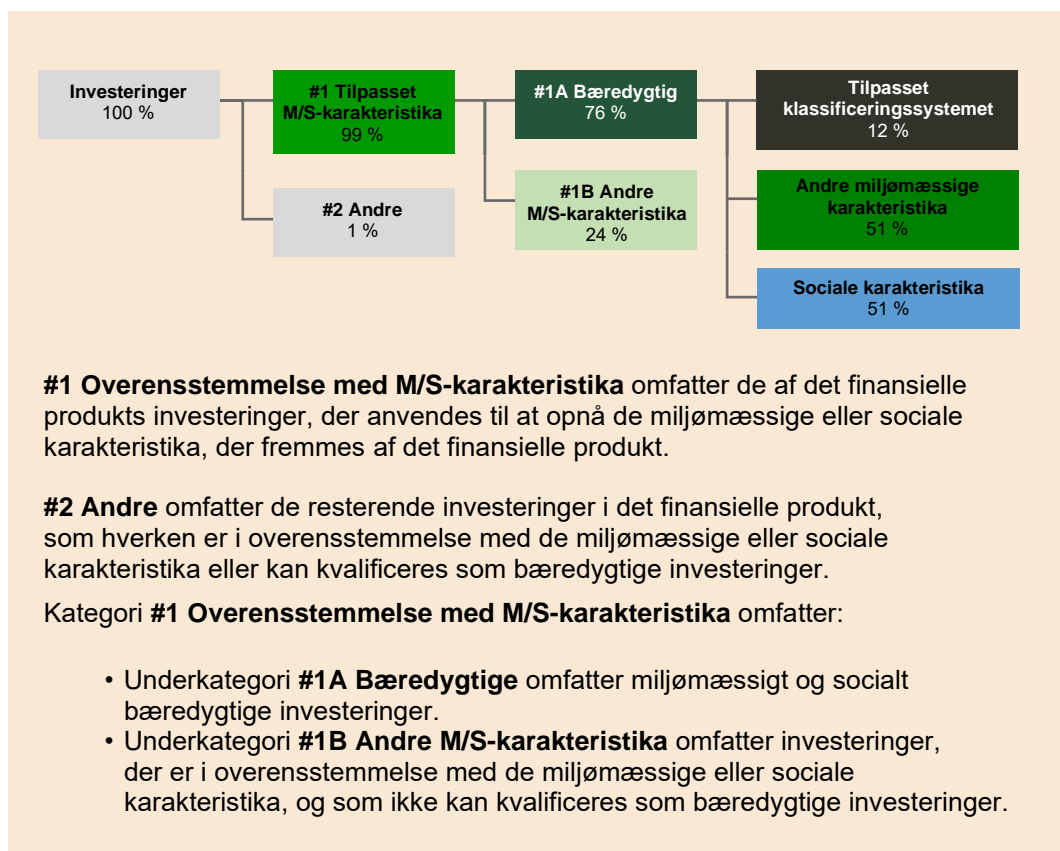 Investeringer
100 %
#1 Tilpasset
M/S-karakteristika
99 %
#1A Bæredygtig
76 %
Tilpasset
klassificeringssystemet
12 %
#2 Andre
1 %
#1B Andre
M/S-karakteristika
24 %
Andre miljømæssige
karakteristika
51 %
Sociale karakteristika
51 %
#1 Overensstemmelse med M/S-karakteristika omfatter de af det finansielle
produkts investeringer, der anvendes til at opnå de miljømæssige eller sociale
karakteristika, der fremmes af det finansielle produkt.
#2 Andre omfatter de resterende investeringer i det finansielle produkt,
som hverken er i overensstemmelse med de miljømæssige eller sociale
karakteristika eller kan kvalificeres som bæredygtige investeringer.
Kategori #1 Overensstemmelse med M/S-karakteristika omfatter:
• Underkategori #1A Bæredygtige omfatter miljømæssigt og socialt
bæredygtige investeringer.
• Underkategori #1B Andre M/S-karakteristika omfatter investeringer,
der er i overensstemmelse med de miljømæssige eller sociale
karakteristika, og som ikke kan kvalificeres som bæredygtige investeringer.